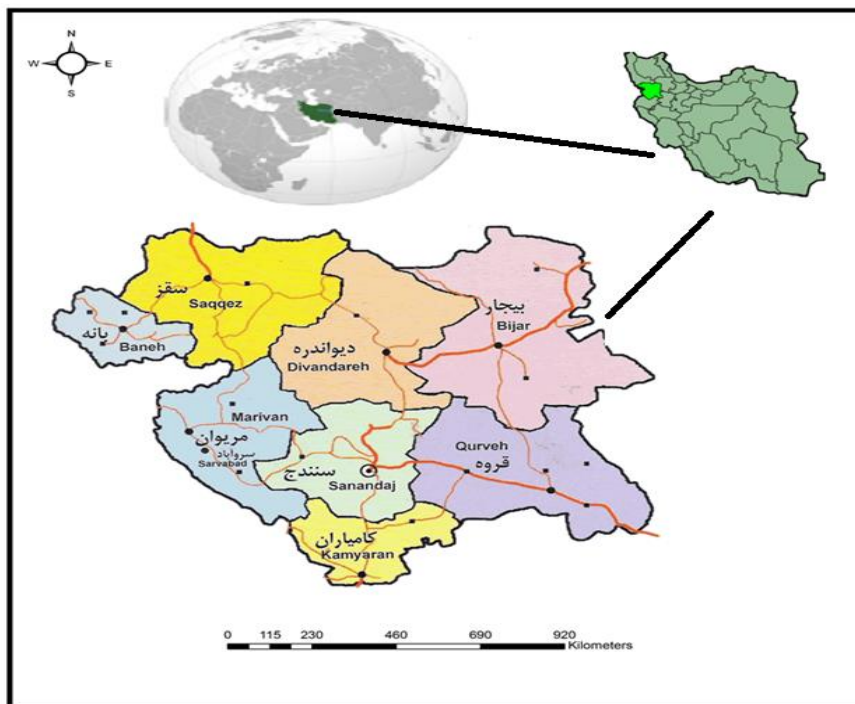 N
W E
S
سقز
Saqqez
بانه
Baneh
دیواندره
Divandareh
بیجار
Bijar
Marivan
مریوان
سروآباد
Sarvabad
سنندج
Sanandaj
Qurveh
قروه
کامیاران
Kamyaran
0 115 230 460 690 920
Kilometers